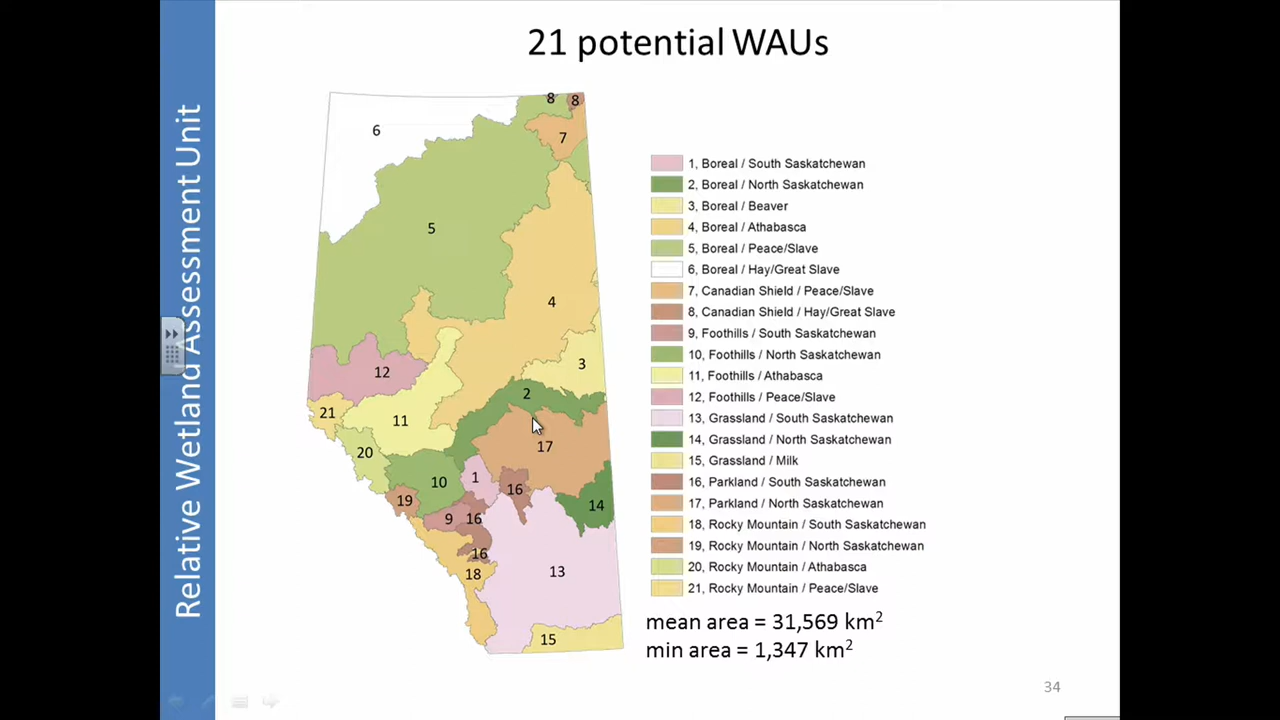 21 potential WAUs
Relative Wetland Assessment Unit
8
8
6
7
5
4
3
12
2
21
11
17
20
10
1
16
19
14
9
16
16
13
18
15
1, Boreal / South Saskatchewan
2, Boreal / North Saskatchewan
3, Boreal / Beaver
4, Boreal / Athabasca
5, Boreal / Peace/Slave
6, Boreal / Hay/Great Slave
7, Canadian Shield / Peace/Slave
8, Canadian Shield / Hay/Great Slave
9, Foothills / South Saskatchewan
10, Foothills / North Saskatchewan
11, Foothills / Athabasca
12, Foothills / Peace/Slave
13, Grassland / South Saskatchewan
14, Grassland / North Saskatchewan
15, Grassland / Milk
16, Parkland / South Saskatchewan
17, Parkland / North Saskatchewan
18, Rocky Mountain / South Saskatchewan
19, Rocky Mountain / North Saskatchewan
20, Rocky Mountain / Athabasca
21, Rocky Mountain / Peace/Slave
mean area = 31,569 km²
min area = 1,347 km²
34